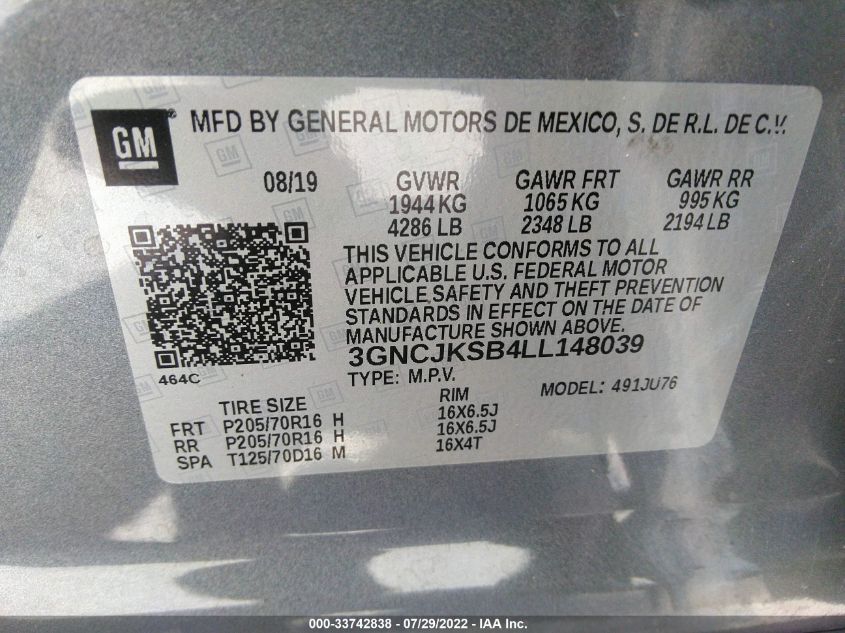 GM ® MFD BY GENERAL MOTORS DE MEXICO, S. DE R.L. DE C.V.
08/19 GVWR GAWR FRT GAWR RR
1944 KG 1065 KG 995 KG
4286 LB 2348 LB 2194 LB
THIS VEHICLE CONFORMS TO ALL
APPLICABLE U.S. FEDERAL MOTOR
VEHICLE SAFETY AND THEFT PREVENTION
STANDARDS IN EFFECT ON THE DATE OF
MANUFACTURE SHOWN ABOVE.
3GNCJKSB4LL148039
464C TYPE: M.P.V. MODEL: 491JU76
TIRE SIZE RIM
FRT P205/70R16 H 16X6.5J
RR P205/70R16 H 16X6.5J
SPA T125/70D16 M 16X4T
000-33742838 - 07/29/2022 - IAA Inc.